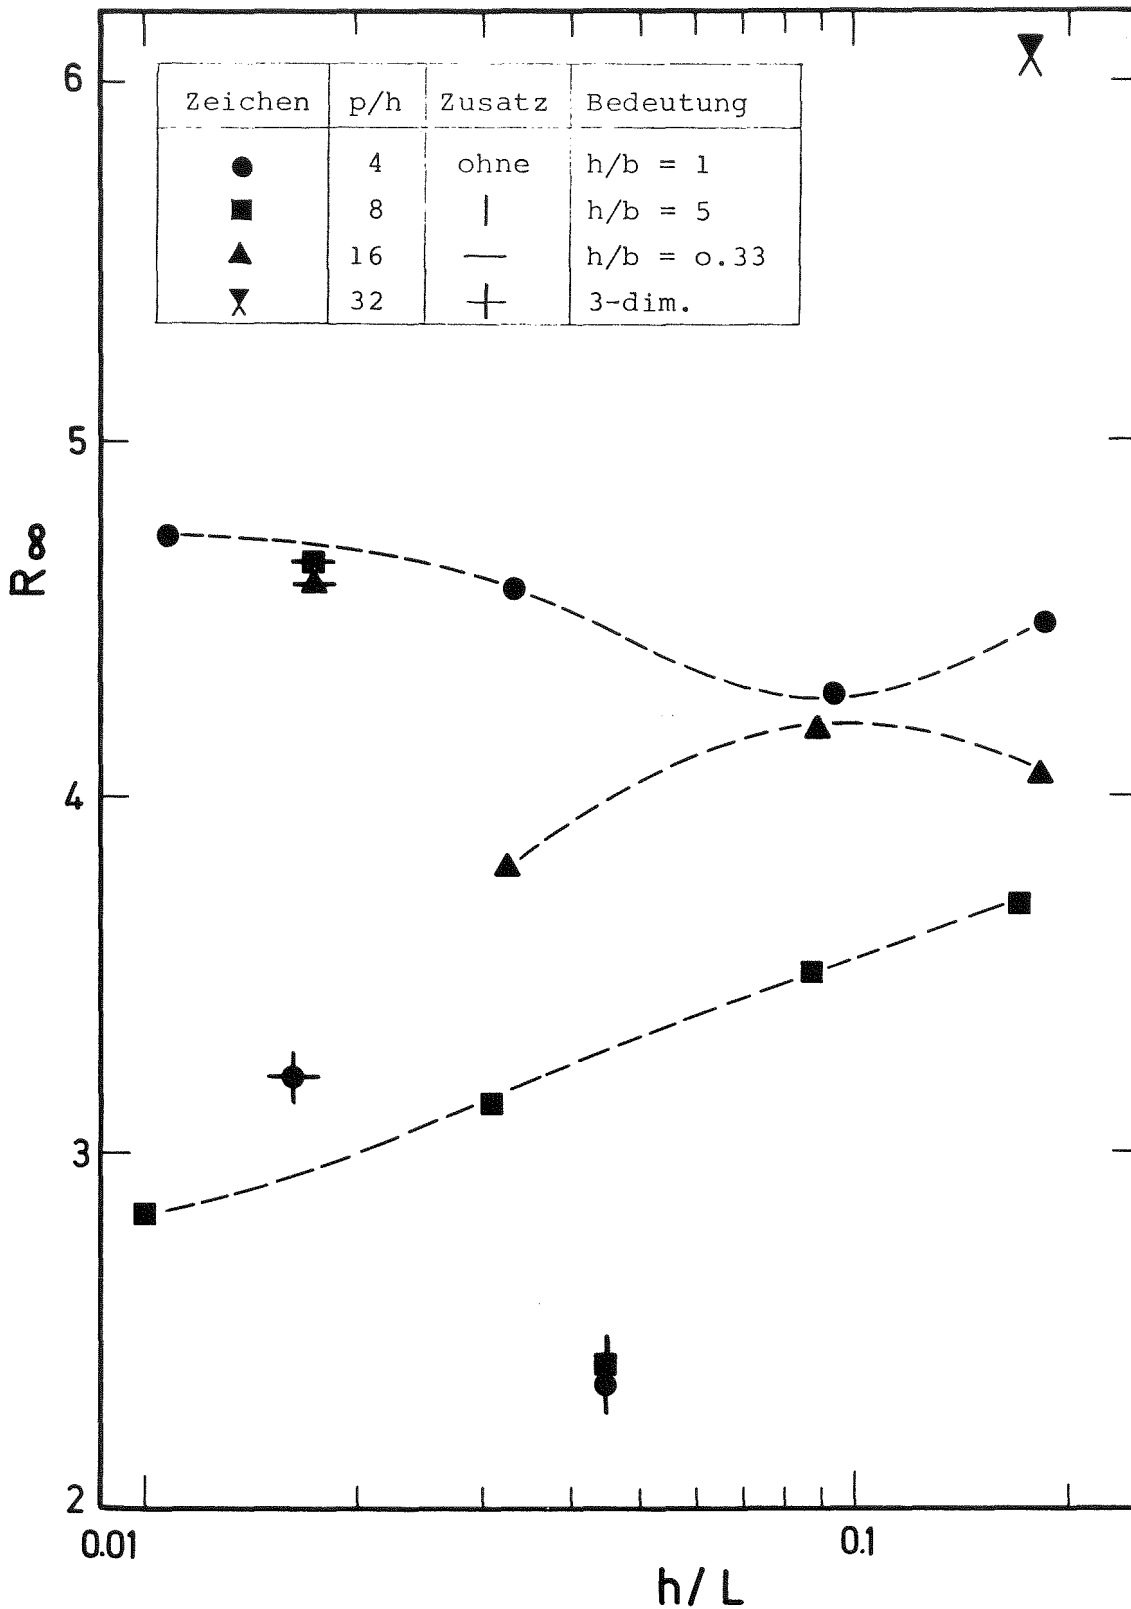 6
Zeichen p/h Zusatz Bedeutung
4 ohne h/b = 1
8 | h/b = 5
16 — h/b = o.33
32 + 3-dim.
5
R∞
4
3
2
0.01 0.1
h/L